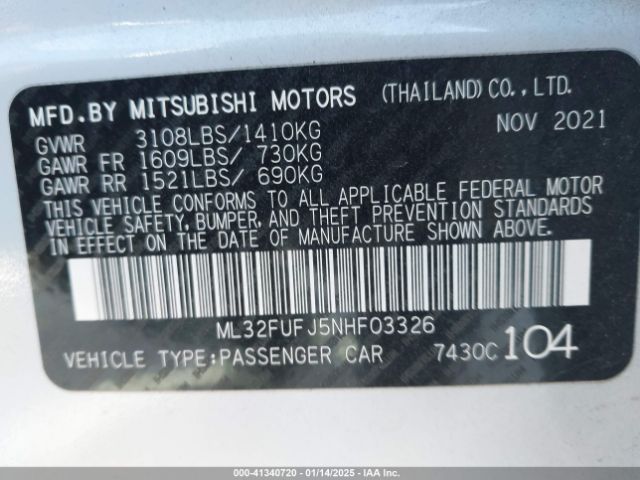 MFD.BY MITSUBISHI MOTORS (THAILAND)CO.,LTD.
GVWR 3108LBS/1410KG NOV 2021
GAWR FR 1609LBS/ 730KG
GAWR RR 1521LBS/ 690KG
THIS VEHICLE CONFORMS TO ALL APPLICABLE FEDERAL MOTOR
VEHICLE SAFETY,BUMPER,AND THEFT PREVENTION STANDARDS
IN EFFECT ON THE DATE OF MANUFACTURE SHOWN ABOVE.
ML32FUFJ5NHF03326
VEHICLE TYPE:PASSENGER CAR 7430C 104
000-41340720 - 01/14/2025 - IAA Inc.